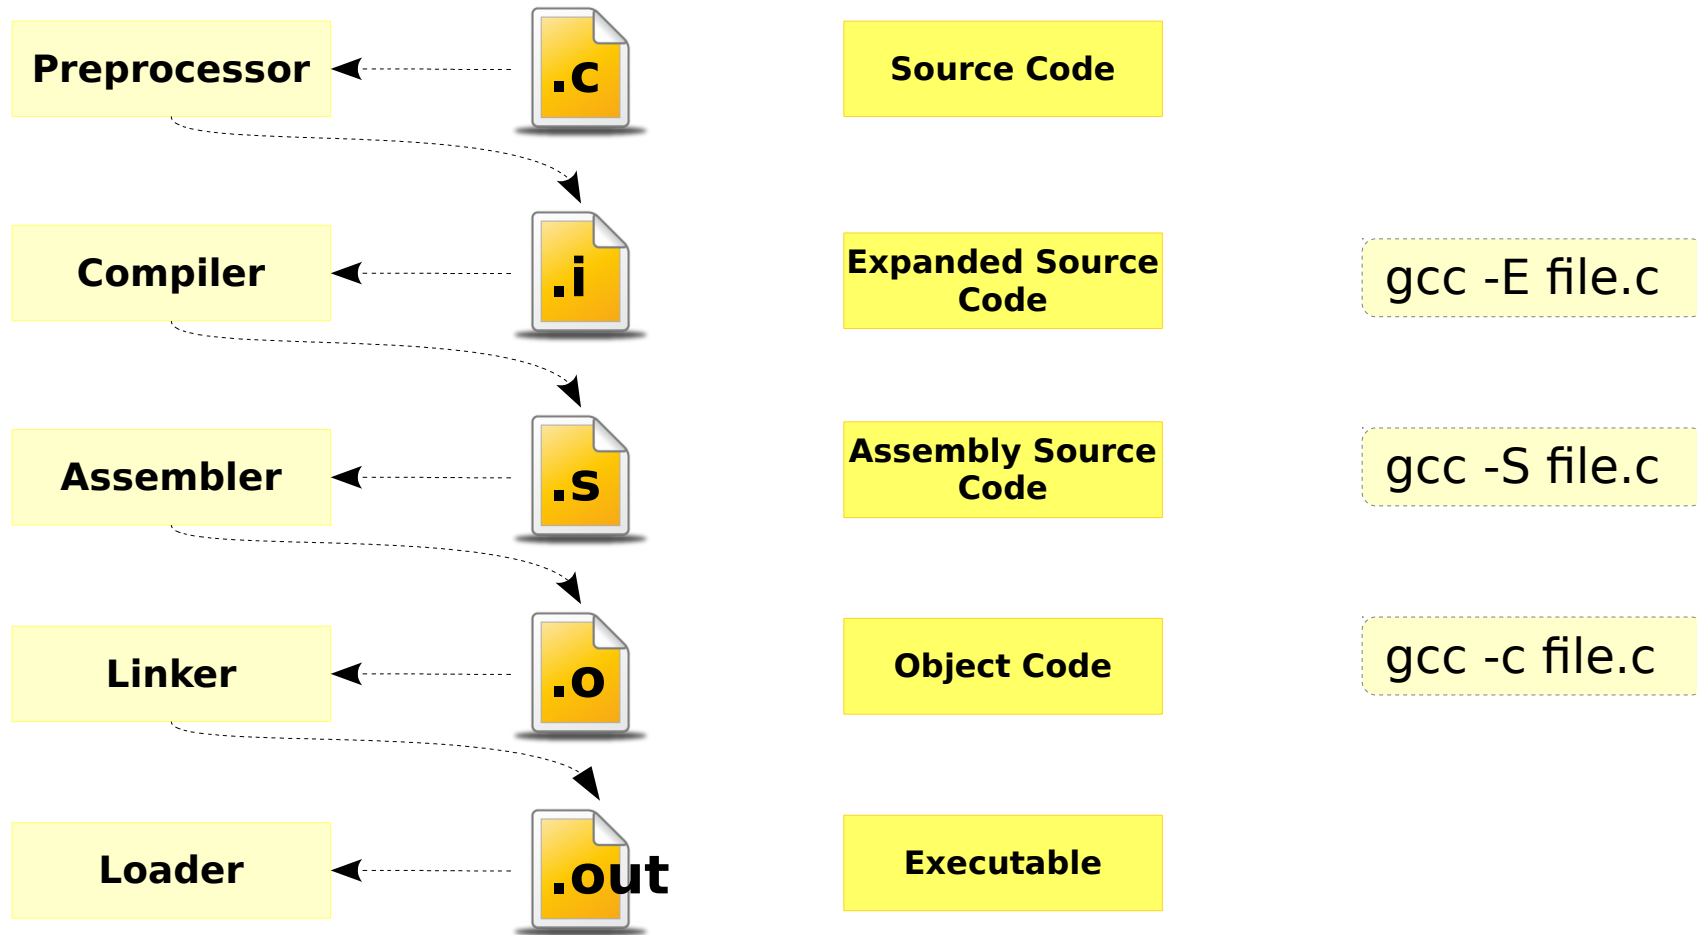 Preprocessor
.c
Source Code
Compiler
.i
Expanded Source
Code
gcc -E file.c
Assembler
.s
Assembly Source
Code
gcc -S file.c
Linker
.o
Object Code
gcc -c file.c
Loader
.out
Executable